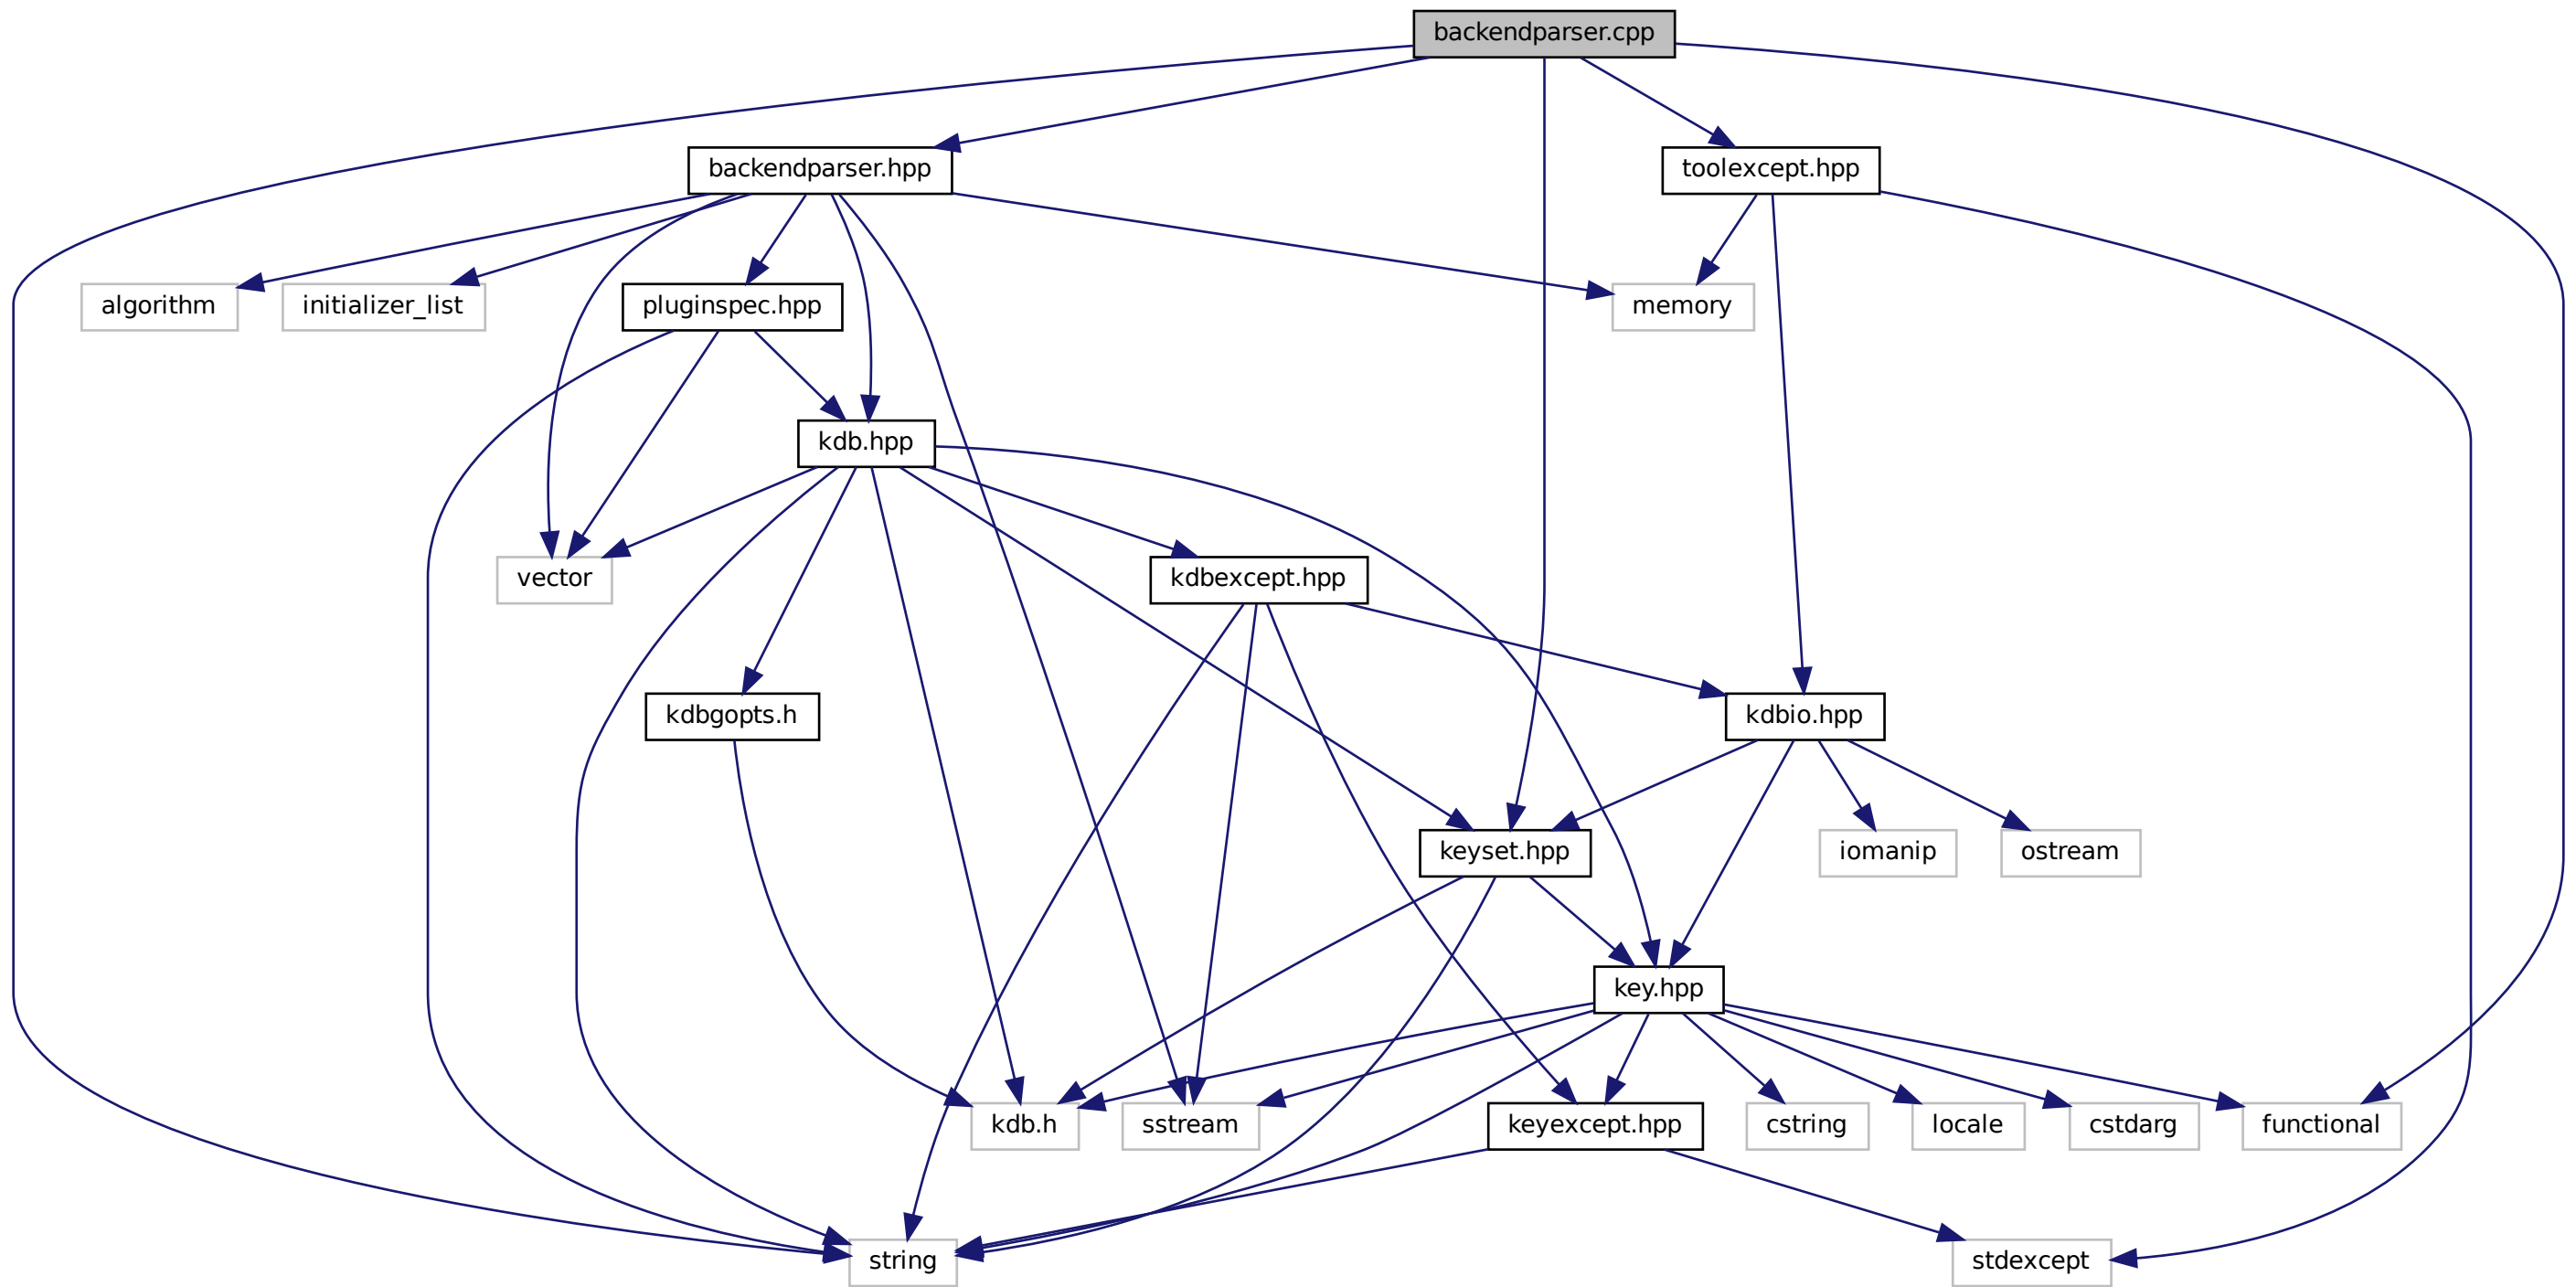 backendparser.cpp
backendparser.hpp
toolexcept.hpp
algorithm
initializer_list
pluginspec.hpp
memory
kdb.hpp
vector
kdbexcept.hpp
kdbgopts.h
kdbio.hpp
keyset.hpp
iomanip
ostream
key.hpp
kdb.h
sstream
keyexcept.hpp
cstring
locale
cstdarg
functional
string
stdexcept